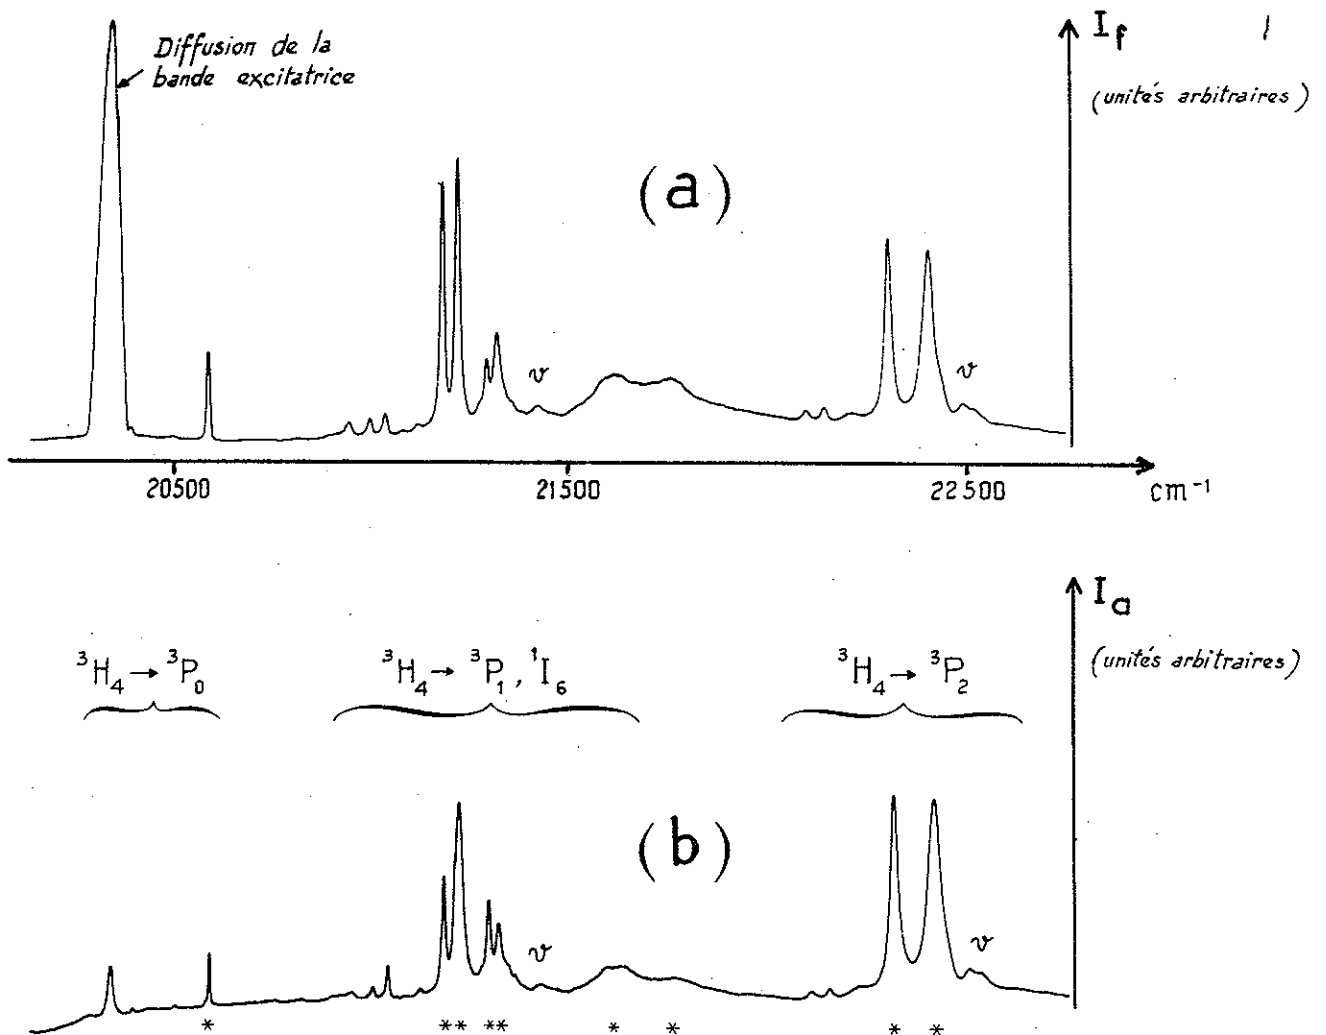 Diffusion de la
bande excitatrice
I_f
(unités arbitraires)
(a)
v
v
20500
21500
22500
cm⁻¹
I_a
(unités arbitraires)
³H₄ → ³P₀
³H₄ → ³P₁, ¹I₆
³H₄ → ³P₂
(b)
v
v
* ** ** * * * *